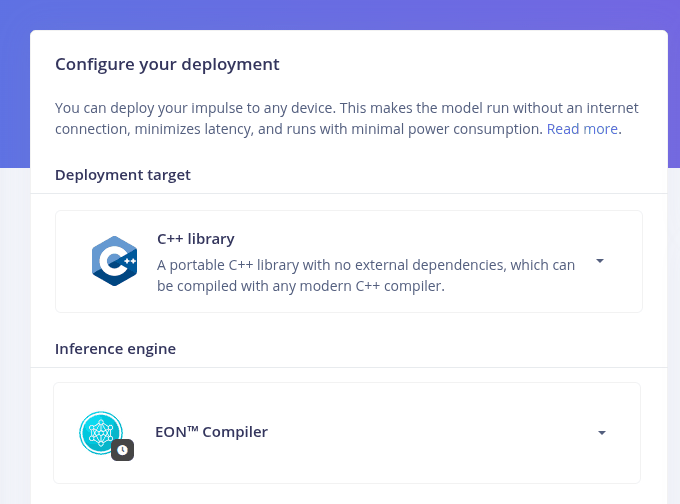 Configure your deployment
You can deploy your impulse to any device. This makes the model run without an internet
connection, minimizes latency, and runs with minimal power consumption. Read more.
Deployment target
C++ library
A portable C++ library with no external dependencies, which can
be compiled with any modern C++ compiler.
Inference engine
EON™ Compiler